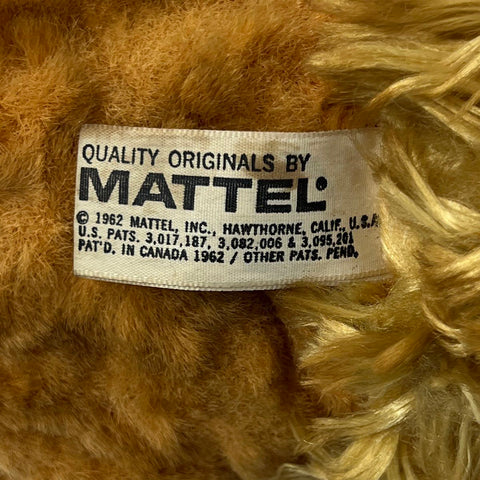 QUALITY ORIGINALS BY
MATTEL®
© 1962 MATTEL, INC., HAWTHORNE, CALIF., U.S.A.
U.S. PATS. 3,017,187, 3,082,006 & 3,095,201
PAT'D. IN CANADA 1962 / OTHER PATS. PEND.